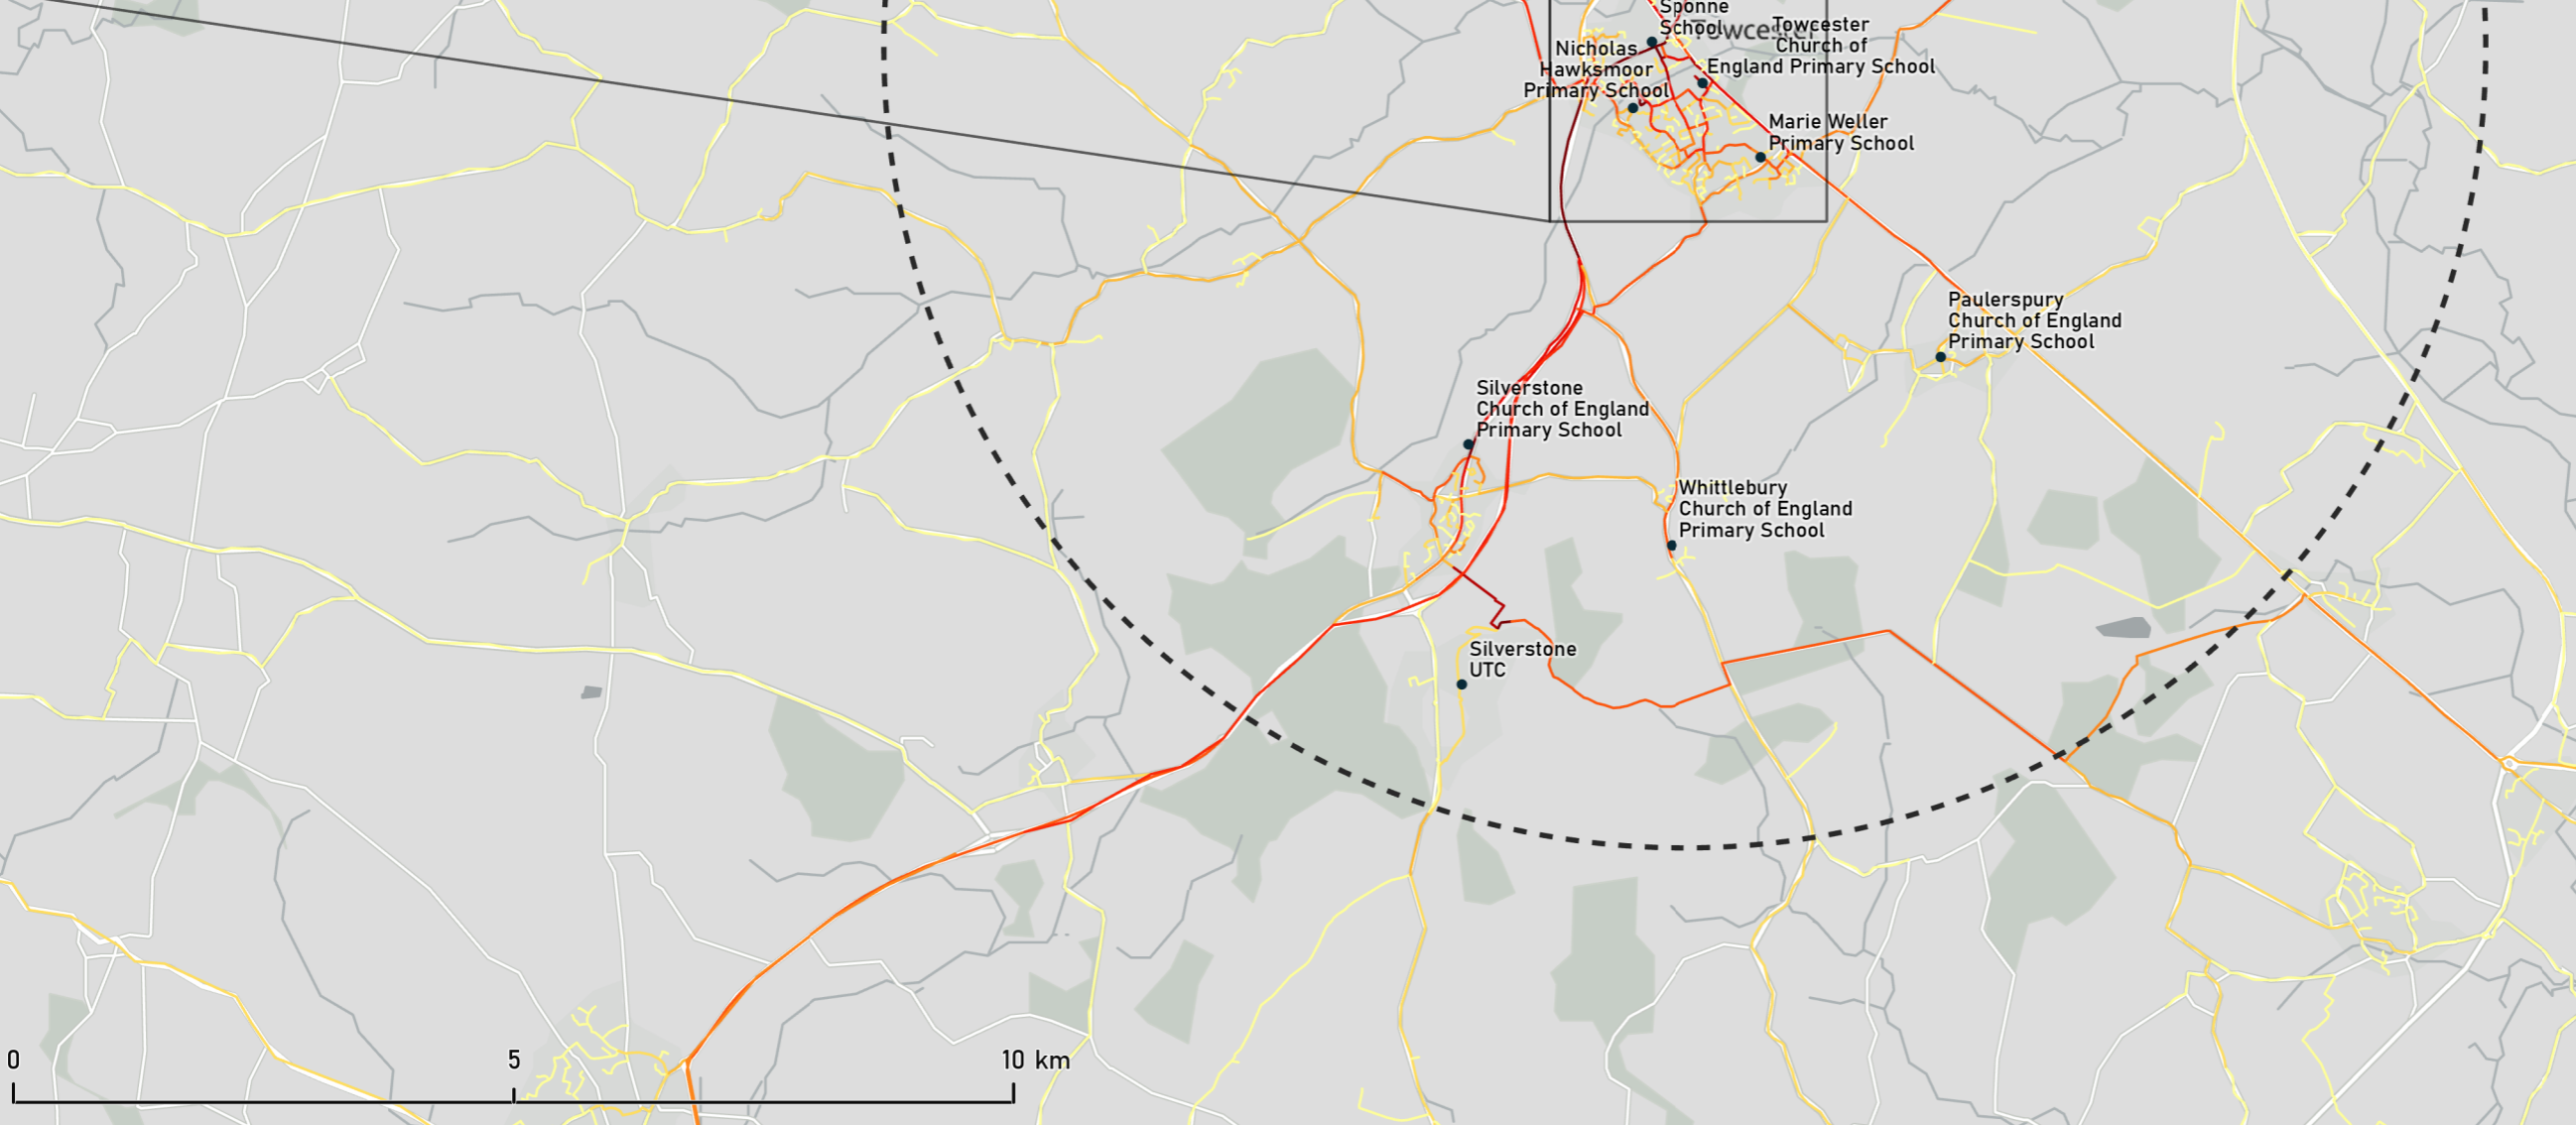 Sponne
School
Towcester
Towcester
Church of
England Primary School
Nicholas
Hawksmoor
Primary School
Marie Weller
Primary School
Paulerspury
Church of England
Primary School
Silverstone
Church of England
Primary School
Whittlebury
Church of England
Primary School
Silverstone
UTC
0 5 10 km